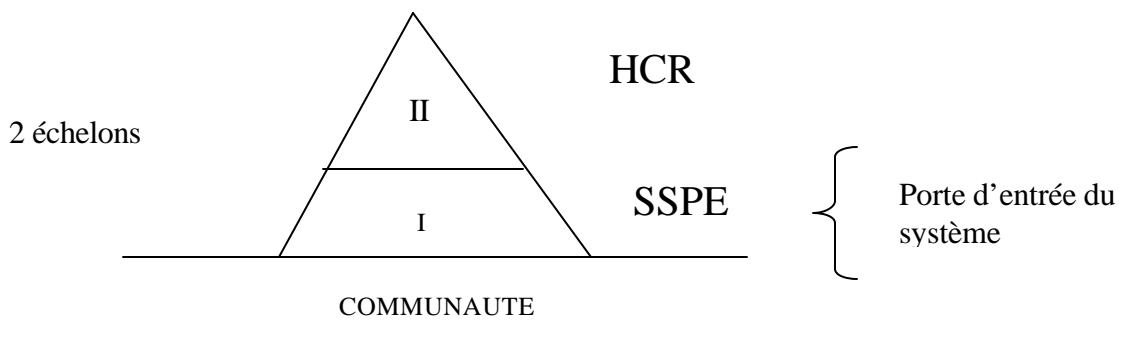 HCR
II
2 échelons
SSPE
Porte d’entrée du
système
I
COMMUNAUTE